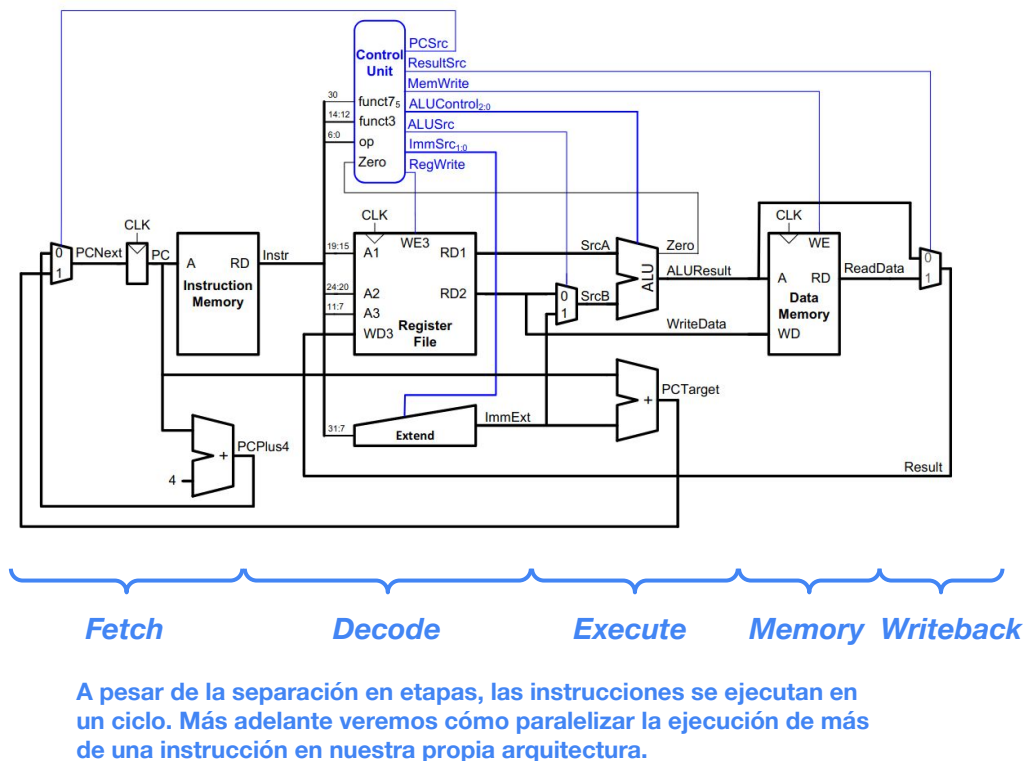 PCSrc
Control
Unit
ResultSrc
MemWrite
30
funct7₅
ALUControl₂:₀
14:12
funct3
ALUSrc
6:0
op
ImmSrc₁:₀
Zero
RegWrite
CLK
CLK
CLK
0
1
PCNext
PC
A
RD
Instr
Instruction
Memory
19:15
A1
WE3
RD1
SrcA
Zero
ALU
ALUResult
WE
A
RD
ReadData
0
1
24:20
A2
RD2
0
1
SrcB
Data
Memory
11:7
A3
WD3
Register
File
WriteData
WD
+
PCTarget
31:7
Extend
ImmExt
4
+
PCPlus4
Result
Fetch
Decode
Execute
Memory
Writeback
A pesar de la separación en etapas, las instrucciones se ejecutan en
un ciclo. Más adelante veremos cómo paralelizar la ejecución de más
de una instrucción en nuestra propia arquitectura.